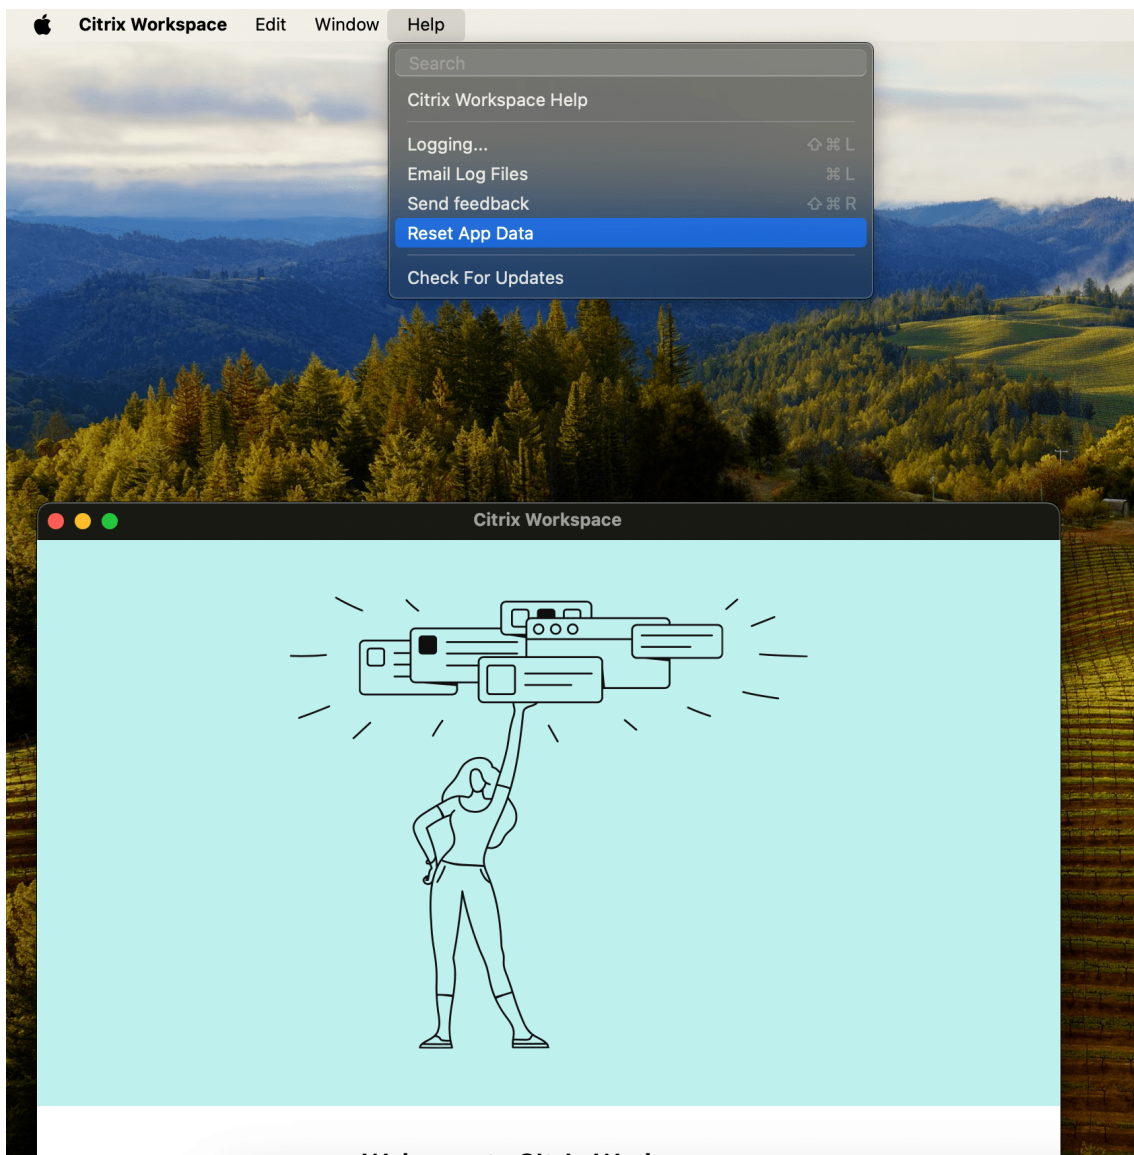 Citrix Workspace Edit Window Help
Search
Citrix Workspace Help
Logging... ⇧⌘L
Email Log Files ⌘L
Send feedback ⇧⌘R
Reset App Data
Check For Updates
Citrix Workspace